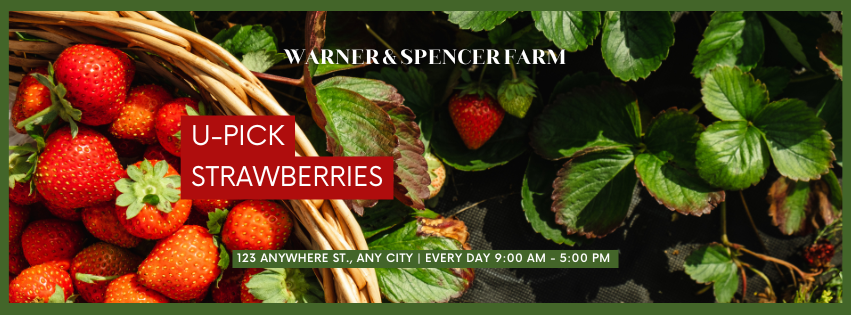 WARNER & SPENCER FARM
U-PICK
STRAWBERRIES
123 ANYWHERE ST., ANY CITY | EVERY DAY 9:00 AM - 5:00 PM